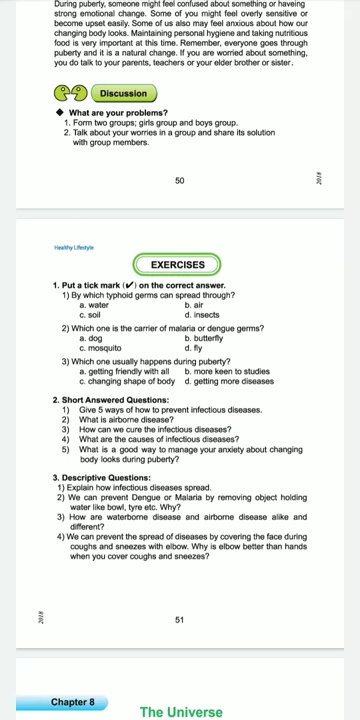 During puberty, someone might feel confused about something or haveing
strong emotional change. Some of you might feel overly sensitive or
become upset easily. Some of us also may feel anxious about how our
changing body looks. Maintaining personal hygiene and taking nutritious
food is very important at this time. Remember, everyone goes through
puberty and it is a natural change. If you are worried about something,
you do talk to your parents, teachers or your elder brother or sister.
Discussion
◆ What are your problems?
1. Form two groups; girls group and boys group.
2. Talk about your worries in a group and share its solution
with group members.
50
2018
Healthy Lifestyle
EXERCISES
1. Put a tick mark (✔) on the correct answer.
1) By which typhoid germs can spread through?
a. water b. air
c. soil d. insects
2) Which one is the carrier of malaria or dengue germs?
a. dog b. butterfly
c. mosquito d. fly
3) Which one usually happens during puberty?
a. getting friendly with all b. more keen to studies
c. changing shape of body d. getting more diseases
2. Short Answered Questions:
1) Give 5 ways of how to prevent infectious diseases.
2) What is airborne disease?
3) How can we cure the infectious diseases?
4) What are the causes of infectious diseases?
5) What is a good way to manage your anxiety about changing
body looks during puberty?
3. Descriptive Questions:
1) Explain how infectious diseases spread.
2) We can prevent Dengue or Malaria by removing object holding
water like bowl, tyre etc. Why?
3) How are waterborne disease and airborne disease alike and
different?
4) We can prevent the spread of diseases by covering the face during
coughs and sneezes with elbow. Why is elbow better than hands
when you cover coughs and sneezes?
2018
51
Chapter 8
The Universe